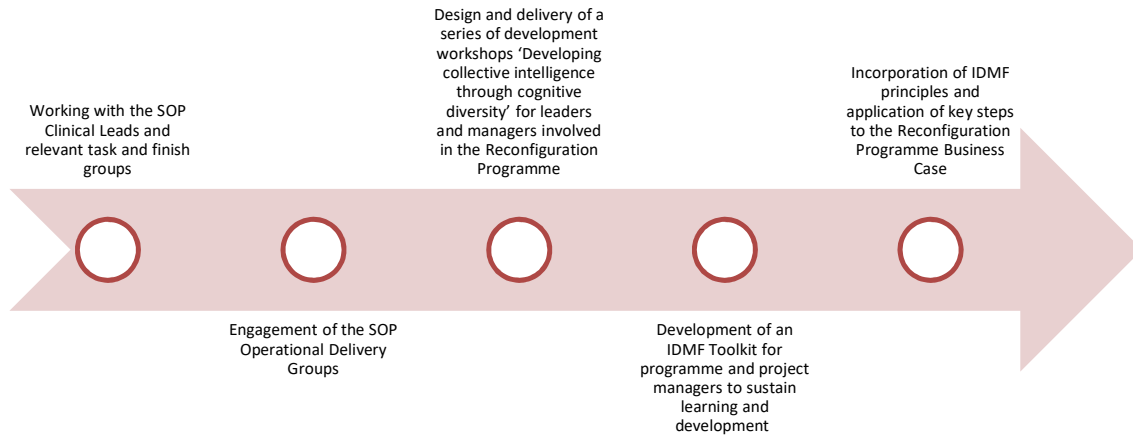 Working with the SOP
Clinical Leads and
relevant task and finish
groups
Engagement of the SOP
Operational Delivery
Groups
Design and delivery of a
series of development
workshops ‘Developing
collective intelligence
through cognitive
diversity’ for leaders
and managers involved
in the Reconfiguration
Programme
Development of an
IDMF Toolkit for
programme and project
managers to sustain
learning and
development
Incorporation of IDMF
principles and
application of key steps
to the Reconfiguration
Programme Business
Case